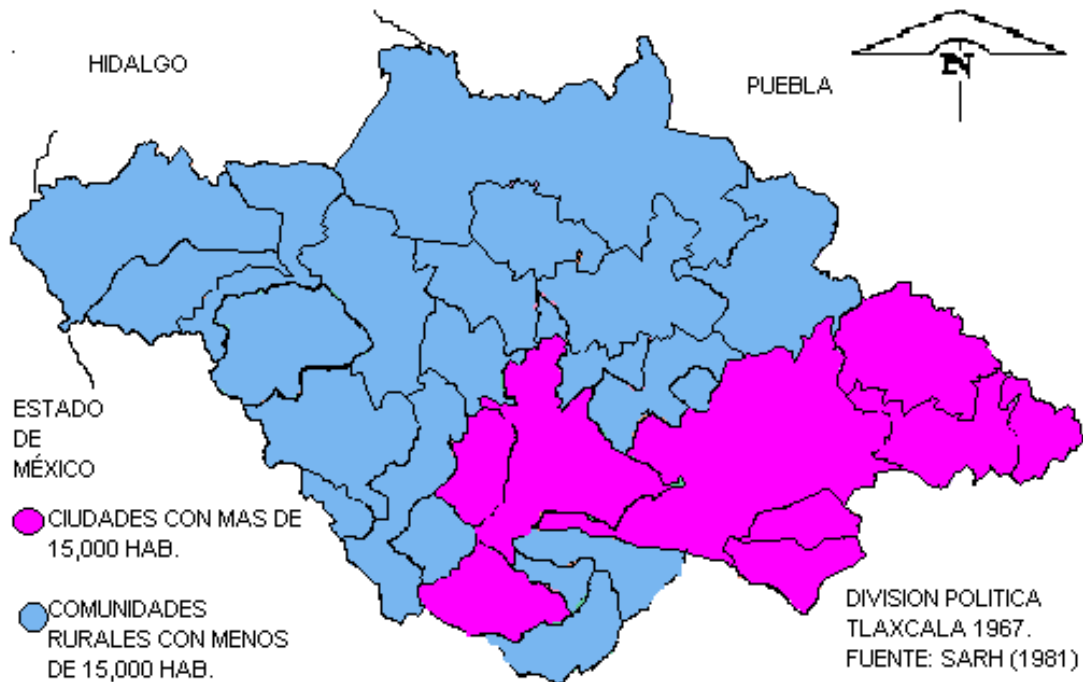 HIDALGO
PUEBLA
N
ESTADO
DE
MÉXICO
CIUDADES CON MAS DE
15,000 HAB.
COMUNIDADES
RURALES CON MENOS
DE 15,000 HAB.
DIVISION POLITICA
TLAXCALA 1967.
FUENTE: SARH (1981)